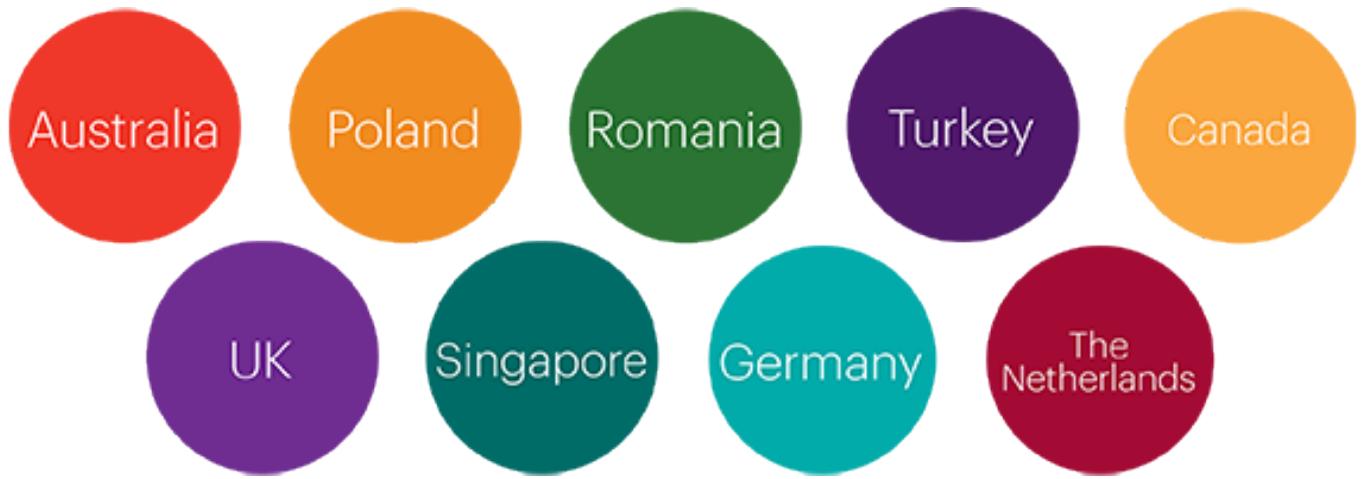 Australia
Poland
Romania
Turkey
Canada
UK
Singapore
Germany
The
Netherlands